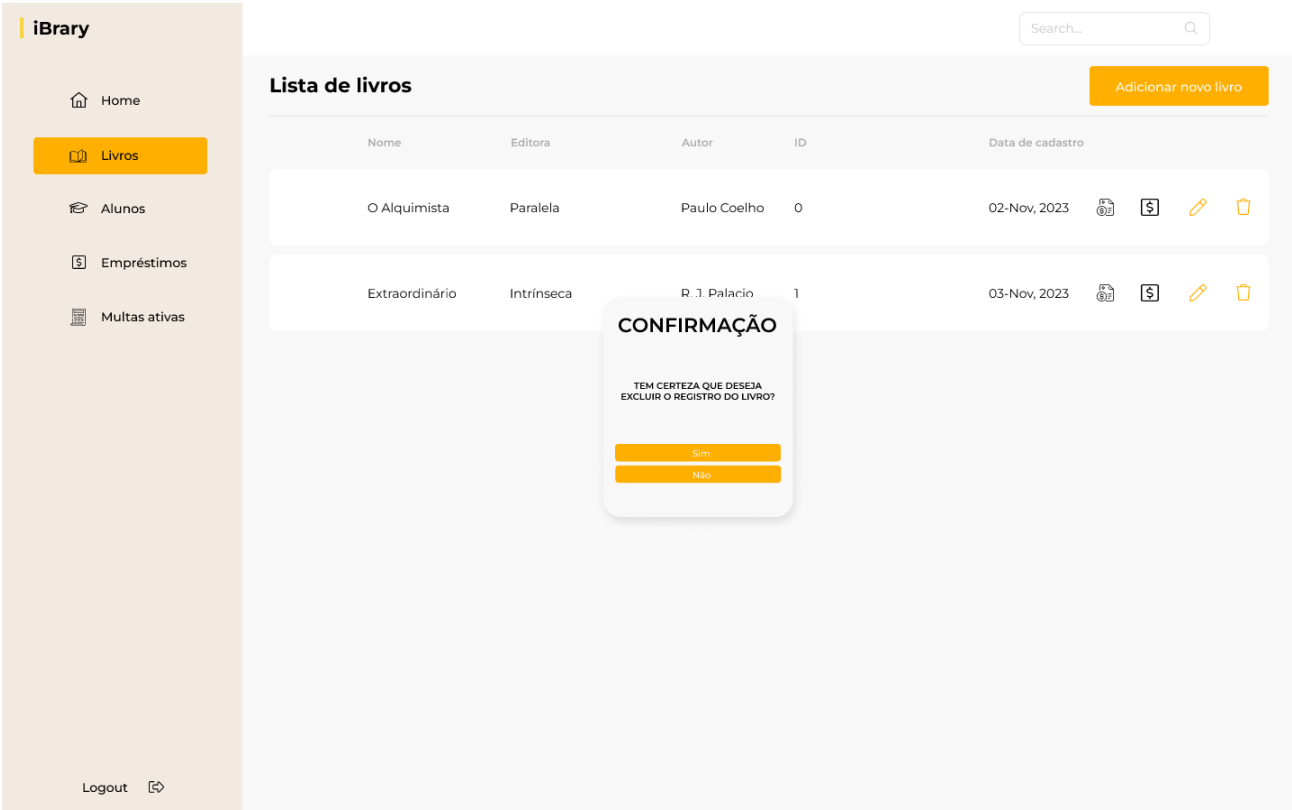 iBrary
Search...
Home
Livros
Alunos
Empréstimos
Multas ativas
Logout
Lista de livros
Adicionar novo livro
Nome Editora Autor ID Data de cadastro
O Alquimista Paralela Paulo Coelho 0 02-Nov, 2023
Extraordinário Intrínseca R. J. Palacio 1 03-Nov, 2023
CONFIRMAÇÃO
TEM CERTEZA QUE DESEJA
EXCLUIR O REGISTRO DO LIVRO?
Sim
Não